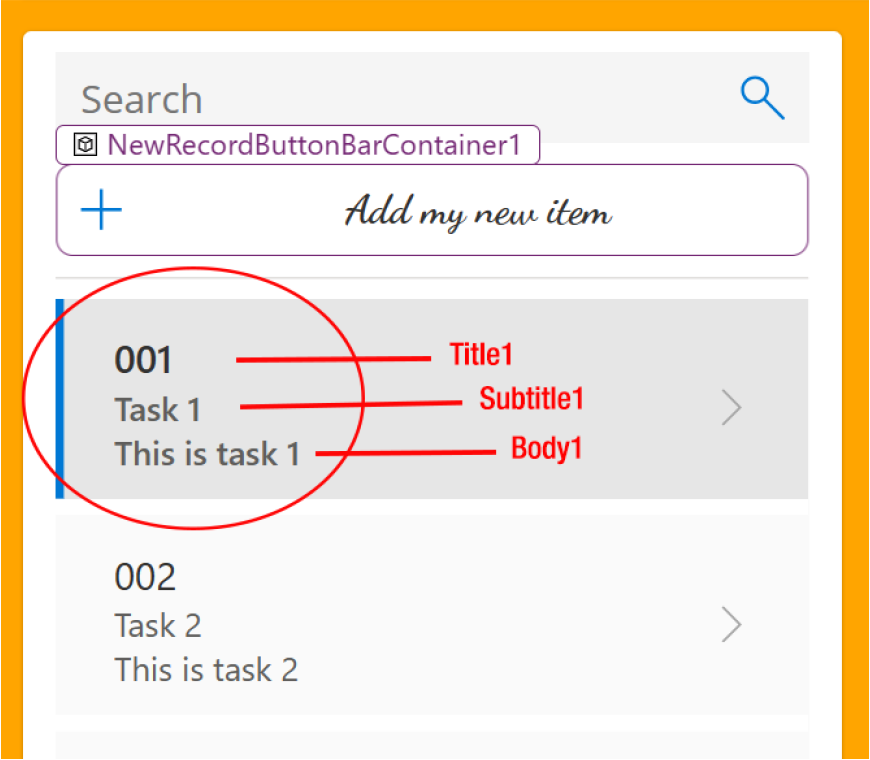 Search
NewRecordButtonBarContainer1
Add my new item
001
Title1
Task 1
Subtitle1
This is task 1
Body1
002
Task 2
This is task 2